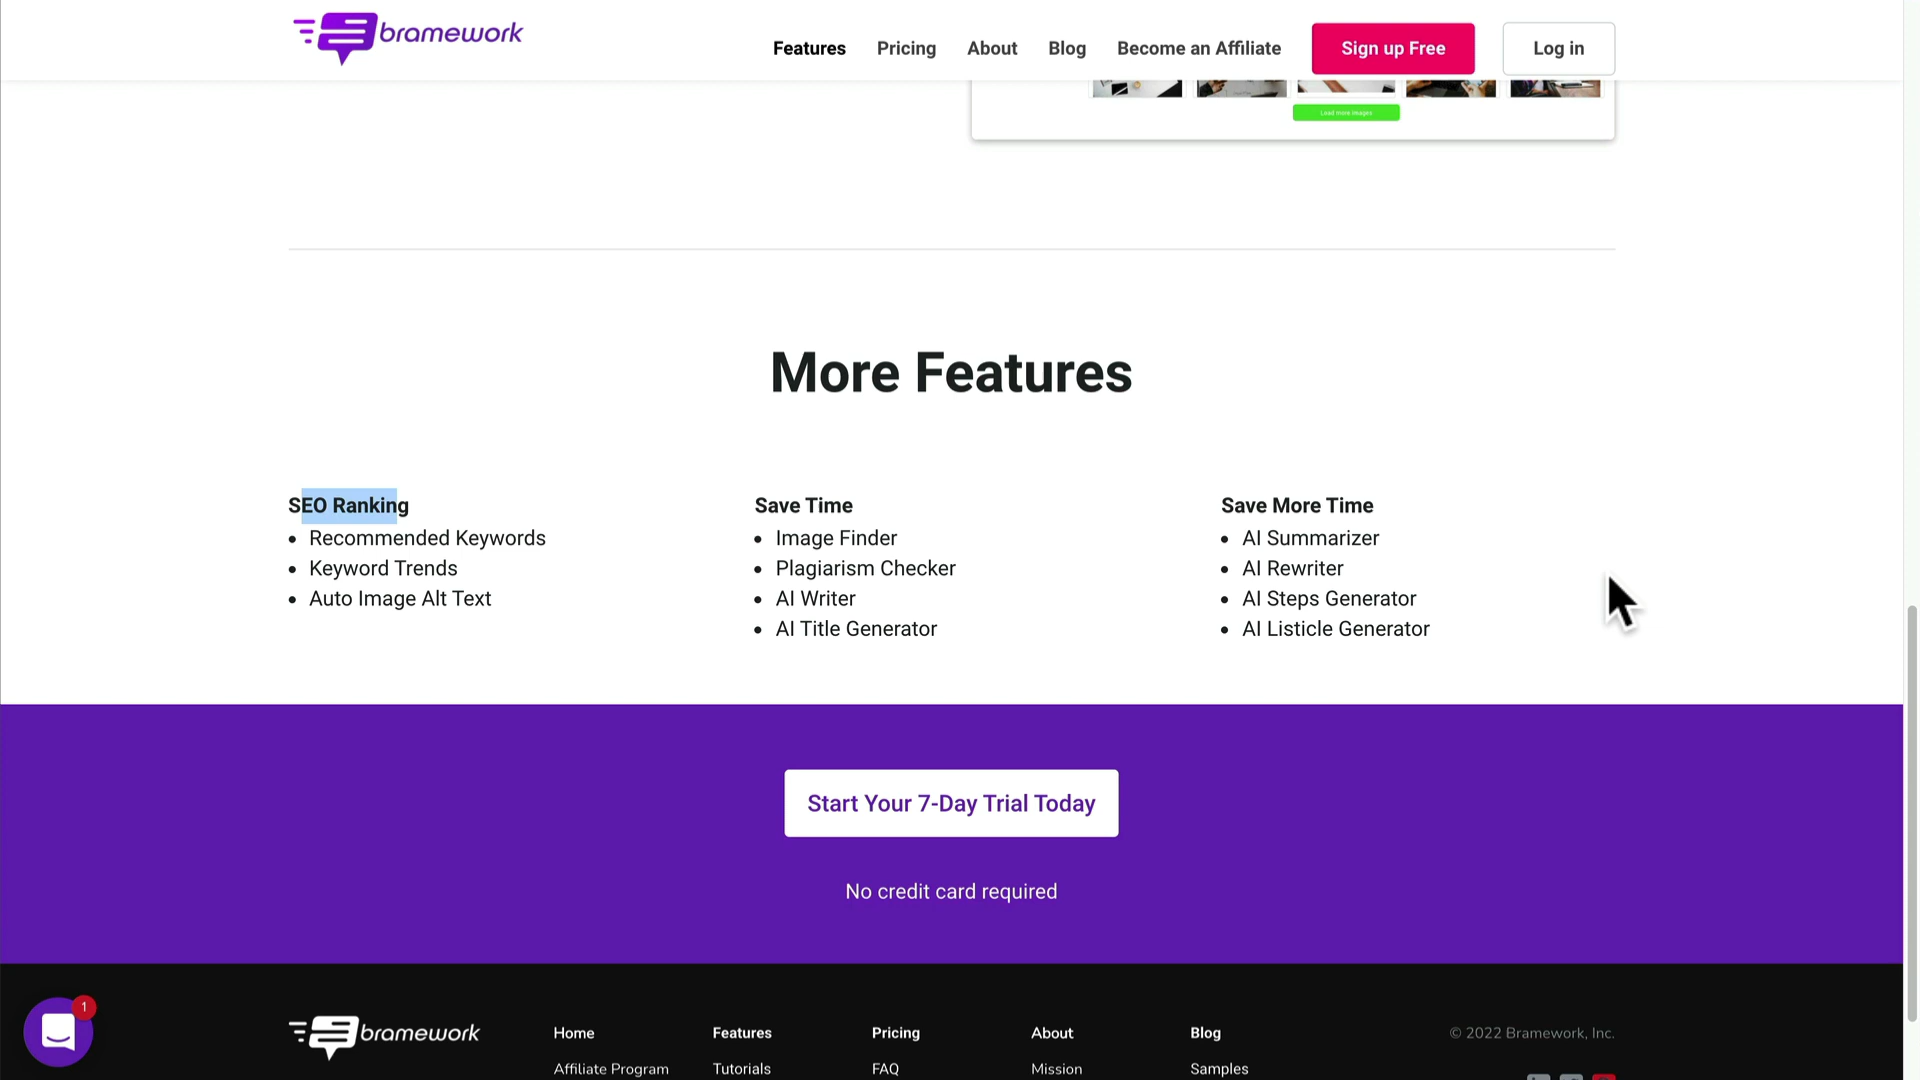 bramework
Features
Pricing
About
Blog
Become an Affiliate
Sign up Free
Log in
Load more images
More Features
SEO Ranking
Recommended Keywords
Keyword Trends
Auto Image Alt Text
Save Time
Image Finder
Plagiarism Checker
AI Writer
AI Title Generator
Save More Time
AI Summarizer
AI Rewriter
AI Steps Generator
AI Listicle Generator
Start Your 7-Day Trial Today
No credit card required
1
bramework
Home
Features
Pricing
About
Blog
© 2022 Bramework, Inc.
Affiliate Program
Tutorials
FAQ
Mission
Samples